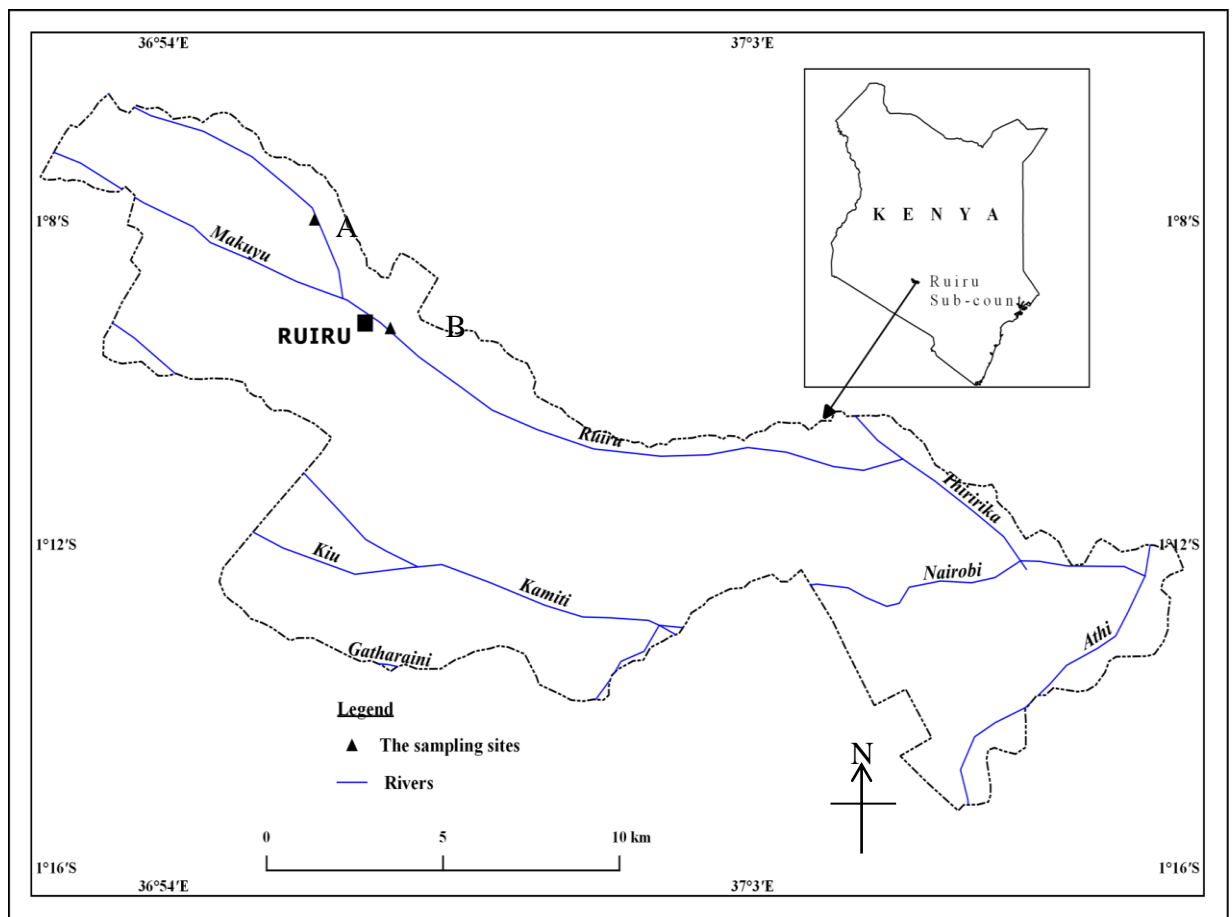 36°54′E 37°3′E
1°8′S 1°8′S
A
Makuyu
KENYA
Ruiru
Sub-count
RUIRU
B
Ruiru
Thiririka
1°12′S 1°12′S
Kiu
Nairobi
Kamiti
Athi
Gatharaini
Legend
The sampling sites
Rivers
N
0 5 10 km
1°16′S 1°16′S
36°54′E 37°3′E